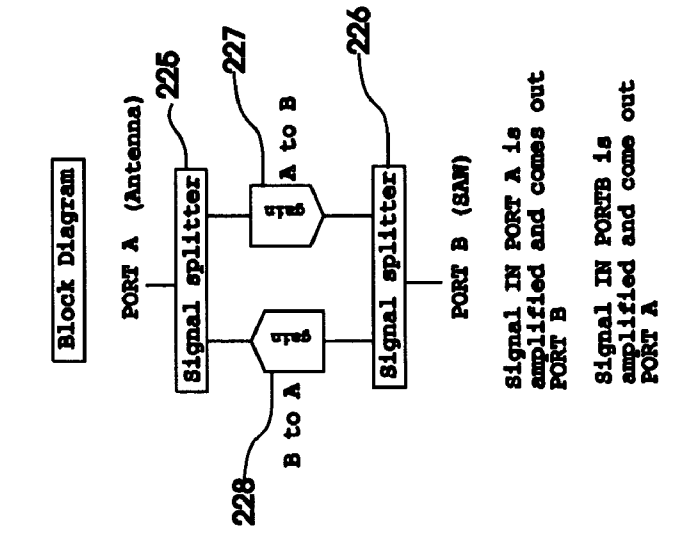 Block Diagram
PORT A (Antenna)
225
Signal splitter
227
gain
gain
A to B
B to A
228
Signal splitter
226
PORT B (SAW)
Signal IN PORT A is
amplified and comes out
PORT B
Signal IN PORTB is
amplified and come out
PORT A